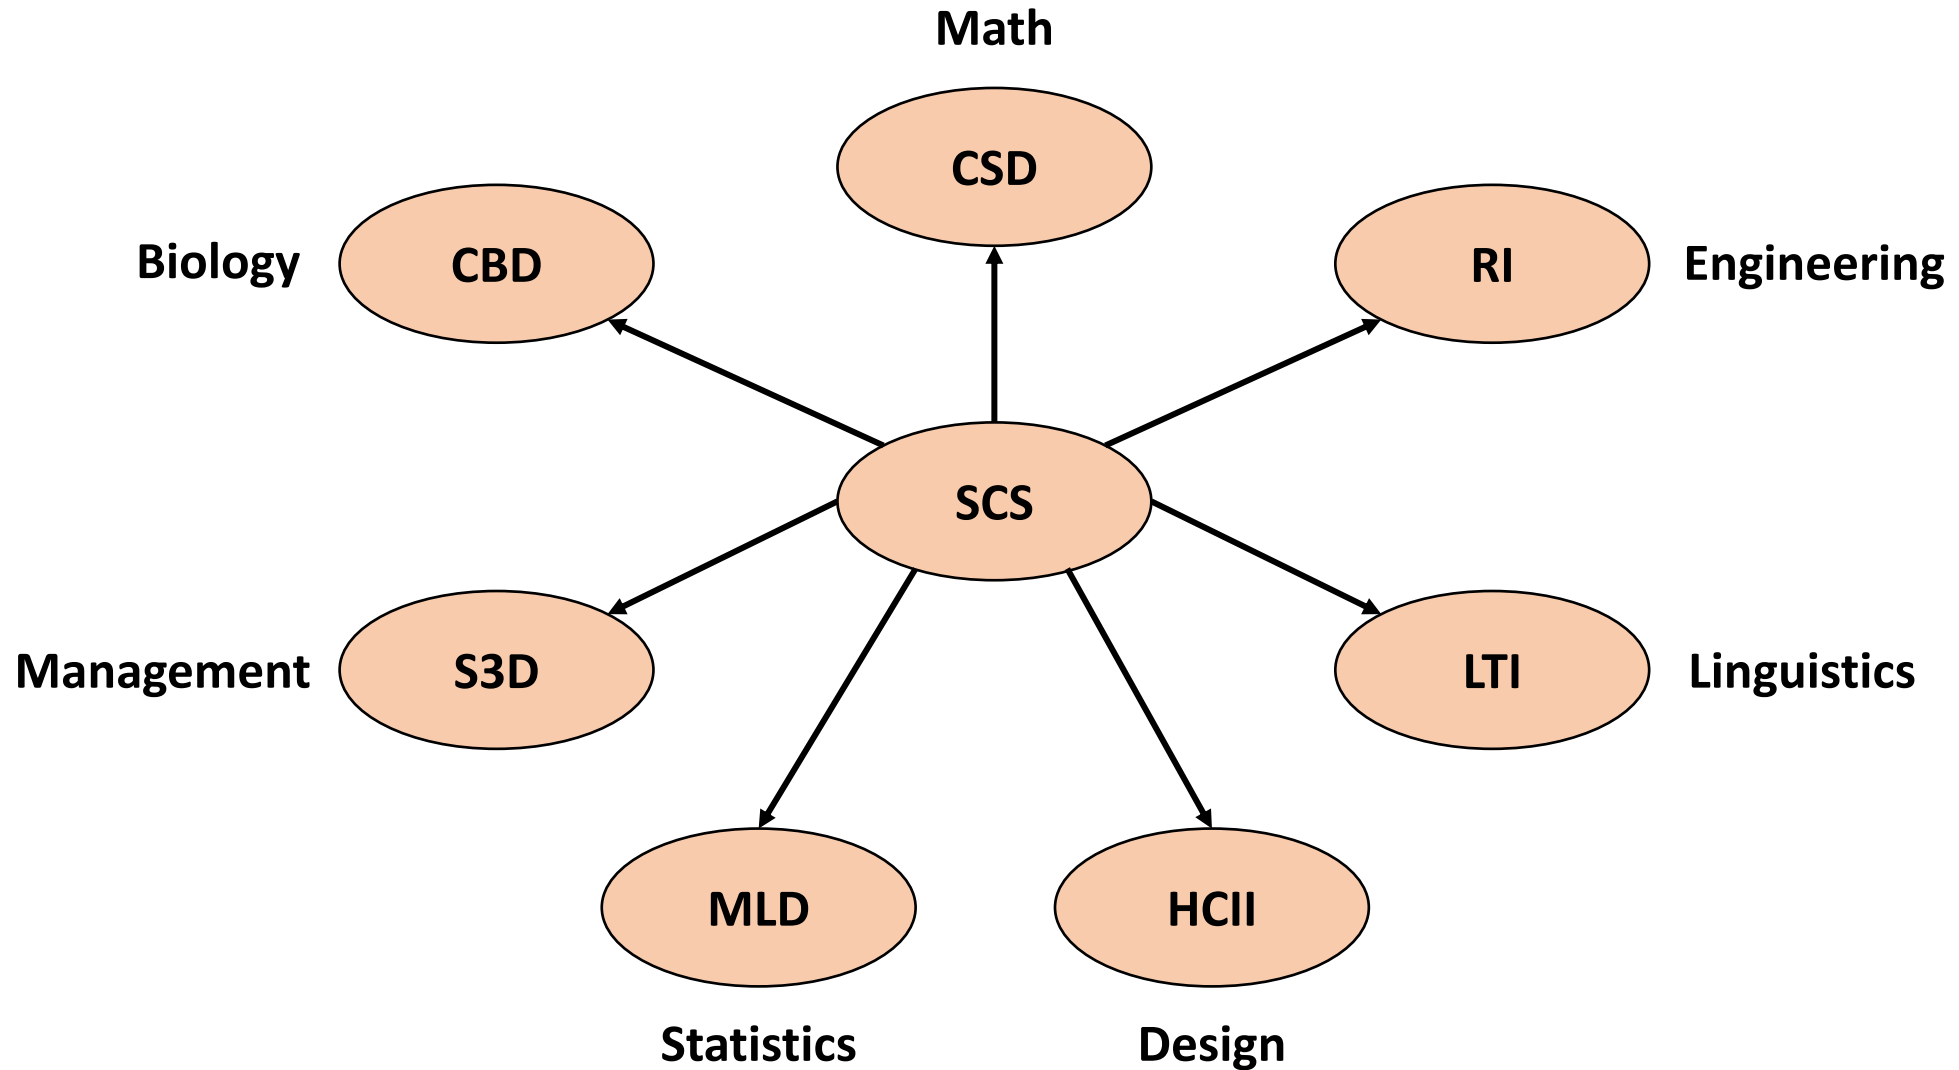 Math
CSD
Biology
CBD
RI
Engineering
SCS
Management
S3D
LTI
Linguistics
MLD
HCII
Statistics
Design